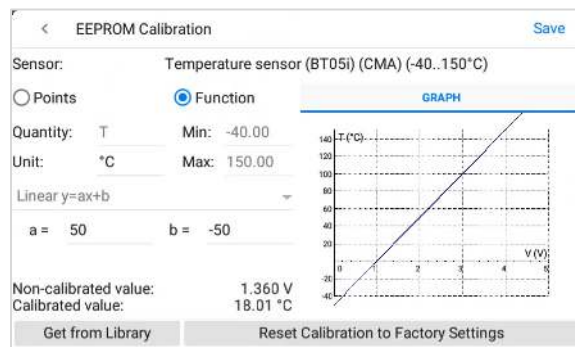 < EEPROM Calibration Save
Sensor: Temperature sensor (BT05i) (CMA) (-40..150°C)
Points Function GRAPH
Quantity: T Min: -40.00
Unit: °C Max: 150.00
Linear y=ax+b
a = 50 b = -50
Non-calibrated value: 1.360 V
Calibrated value: 18.01 °C
Get from Library Reset Calibration to Factory Settings
T (°C)
140
120
100
80
60
40
20
-20
-40
V (V)
0 1 2 3 4 5